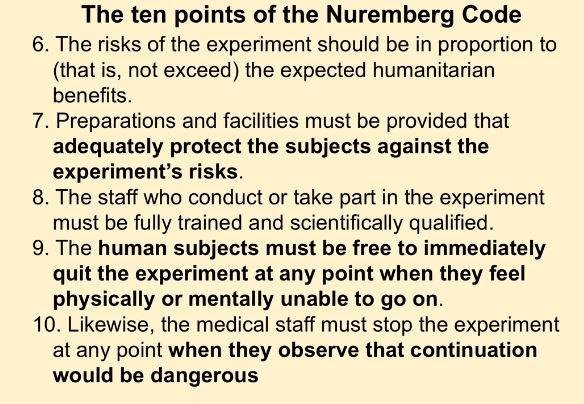 The ten points of the Nuremberg Code
6. The risks of the experiment should be in proportion to
(that is, not exceed) the expected humanitarian
benefits.
7. Preparations and facilities must be provided that
adequately protect the subjects against the
experiment’s risks.
8. The staff who conduct or take part in the experiment
must be fully trained and scientifically qualified.
9. The human subjects must be free to immediately
quit the experiment at any point when they feel
physically or mentally unable to go on.
10. Likewise, the medical staff must stop the experiment
at any point when they observe that continuation
would be dangerous